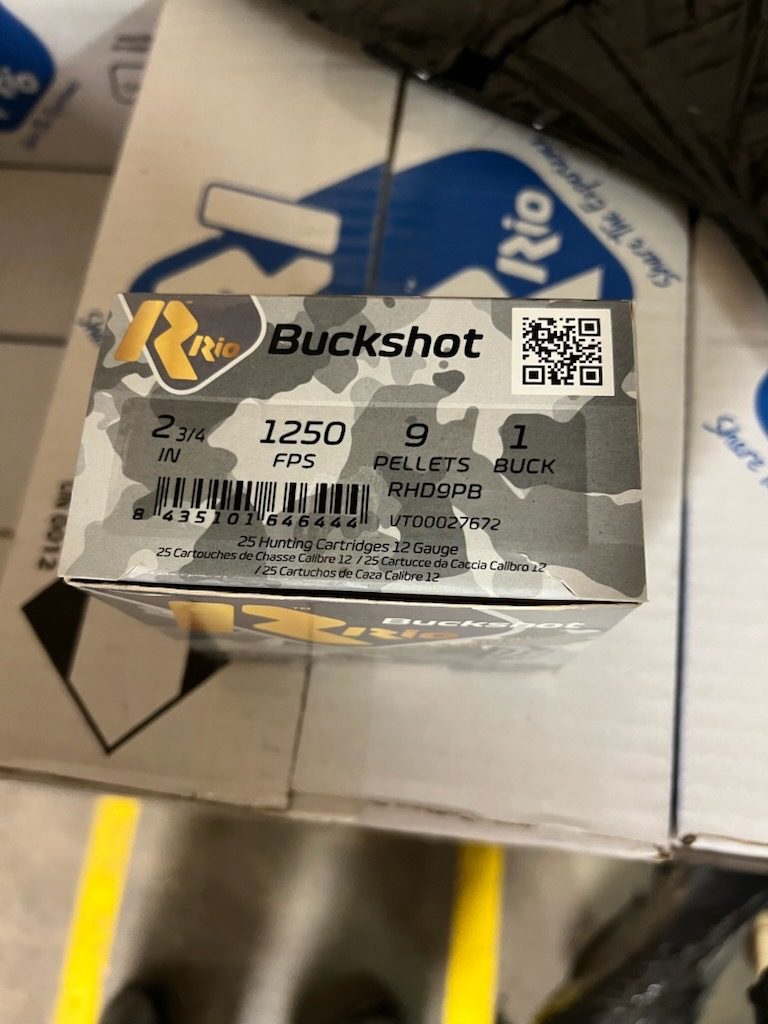 Rio
Share The Experience
R Rio
Buckshot
2 3/4 1250 9 1
IN FPS PELLETS BUCK
RHD9PB
8 435101 646444 VT00027672
25 Hunting Cartridges 12 Gauge
25 Cartouches de Chasse Calibre 12 / 25 Cartucce da Caccia Calibro 12
/ 25 Cartuchos de Caza Calibre 12
R Rio
Buckshot
UN 0012
Share